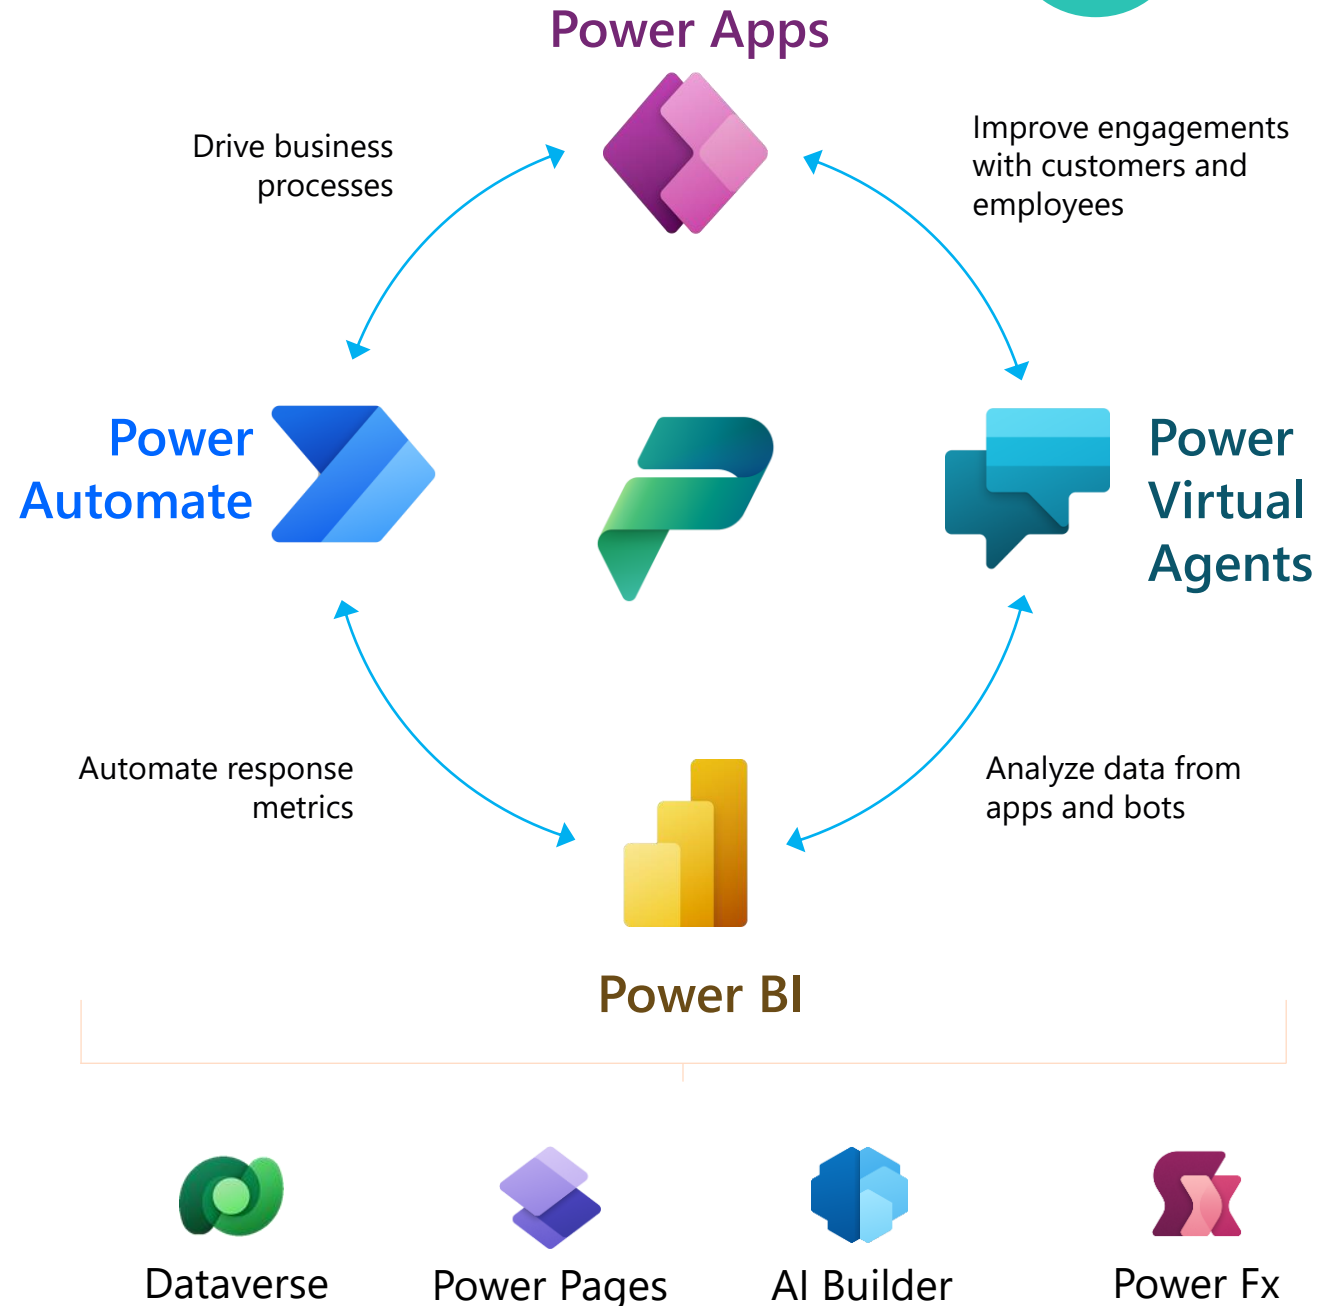 Power Apps
Drive business
processes
Improve engagements
with customers and
employees
Power
Automate
Power
Virtual
Agents
Automate response
metrics
Analyze data from
apps and bots
Power BI
Dataverse
Power Pages
AI Builder
Power Fx